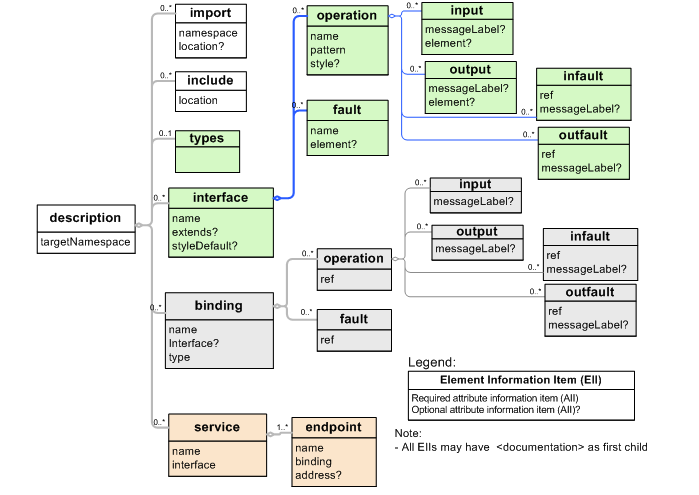 0..*
import
namespace
location?
0..*
include
location
0..1
types
0..*
interface
name
extends?
styleDefault?
description
targetNamespace
0..*
binding
name
Interface?
type
0..*
service
name
interface
1..*
endpoint
name
binding
address?
0..*
operation
name
pattern
style?
0..*
fault
name
element?
0..*
input
messageLabel?
element?
0..*
output
messageLabel?
element?
0..*
infault
ref
messageLabel?
0..*
outfault
ref
messageLabel?
0..*
operation
ref
0..*
fault
ref
0..*
input
messageLabel?
0..*
output
messageLabel?
0..*
infault
ref
messageLabel?
0..*
outfault
ref
messageLabel?
Legend:
Element Information Item (EII)
Required attribute information item (AII)
Optional attribute information item (AII)?
Note:
- All EIIs may have <documentation> as first child